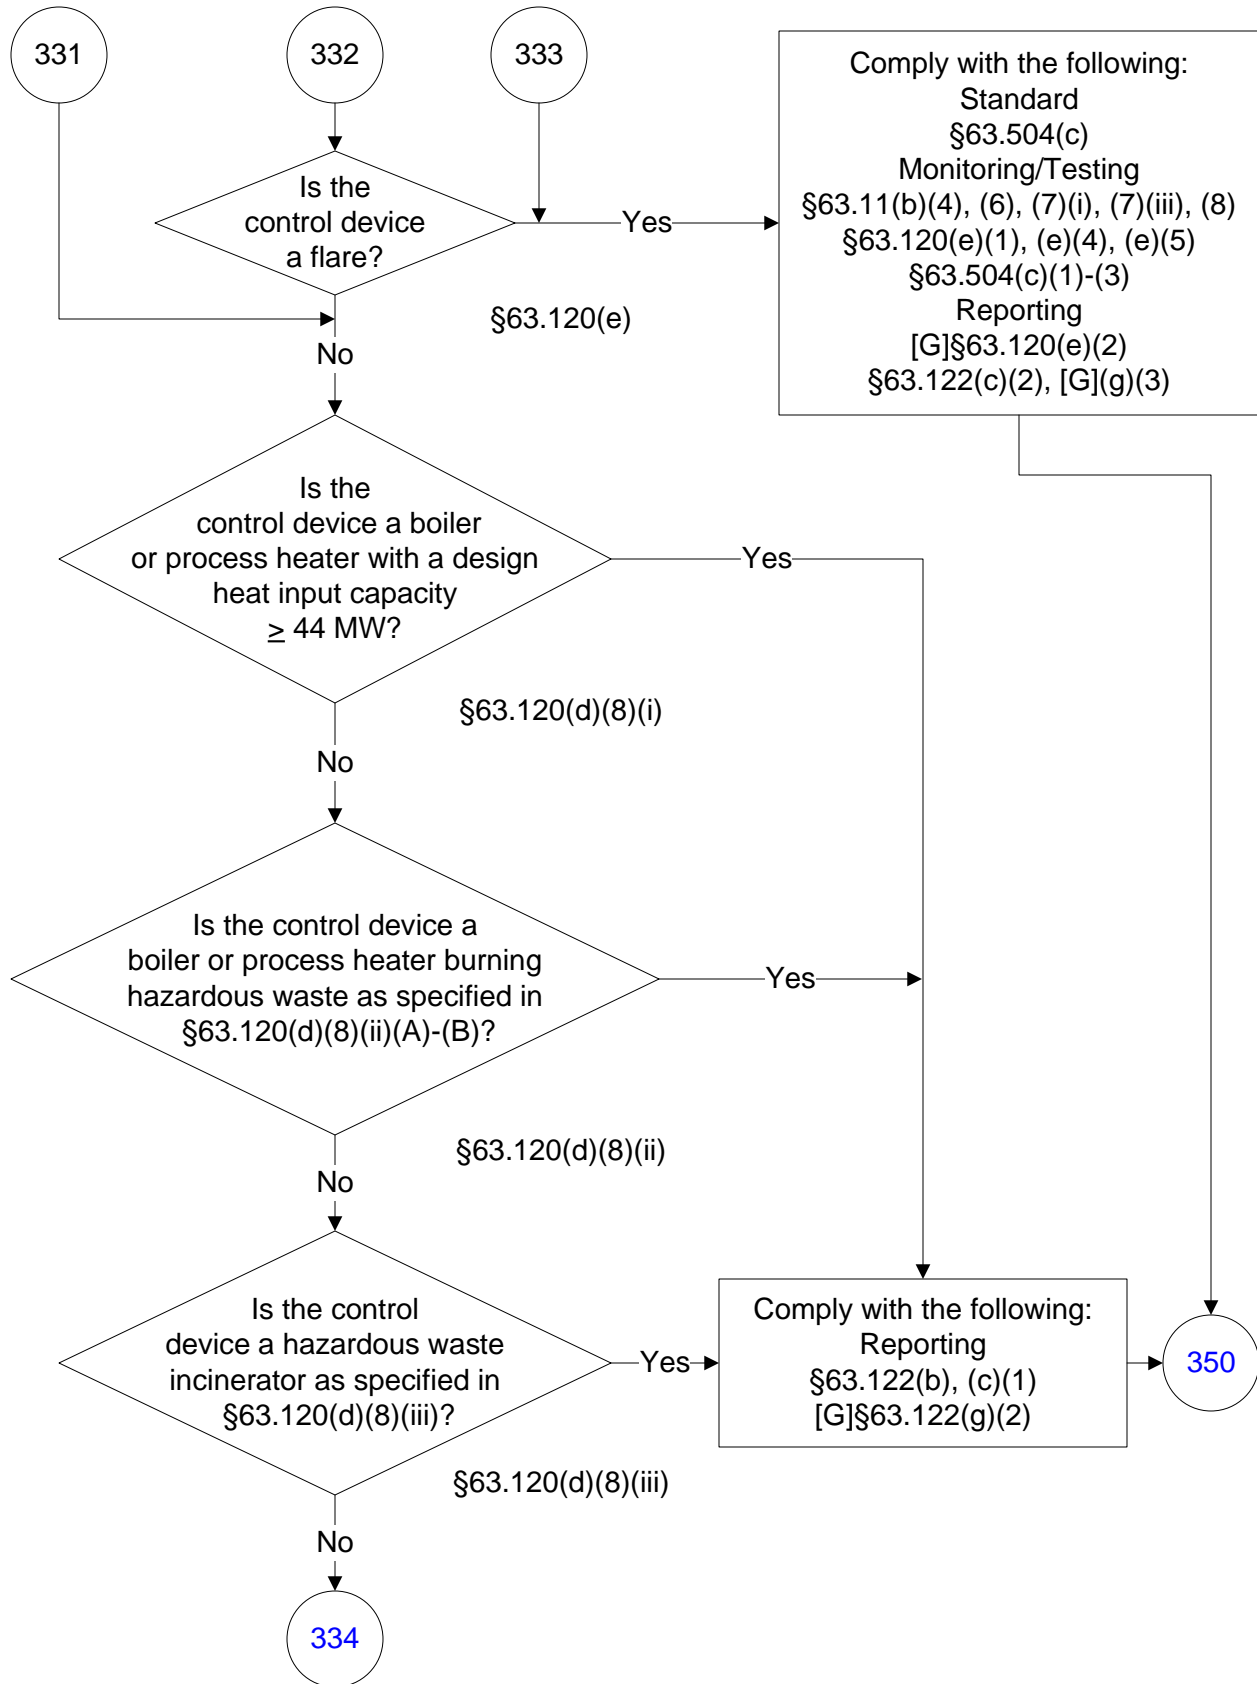 331
332
333
Comply with the following:
Standard
§63.504(c)
Monitoring/Testing
§63.11(b)(4), (6), (7)(i), (7)(iii), (8)
§63.120(e)(1), (e)(4), (e)(5)
§63.504(c)(1)-(3)
Reporting
[G]§63.120(e)(2)
§63.122(c)(2), [G](g)(3)
Is the
control device
a flare?
Yes
§63.120(e)
No
Is the
control device a boiler
or process heater with a design
heat input capacity
≥ 44 MW?
Yes
§63.120(d)(8)(i)
No
Is the control device a
boiler or process heater burning
hazardous waste as specified in
§63.120(d)(8)(ii)(A)-(B)?
Yes
§63.120(d)(8)(ii)
No
Is the control
device a hazardous waste
incinerator as specified in
§63.120(d)(8)(iii)?
Yes
Comply with the following:
Reporting
§63.122(b), (c)(1)
[G]§63.122(g)(2)
350
§63.120(d)(8)(iii)
No
334